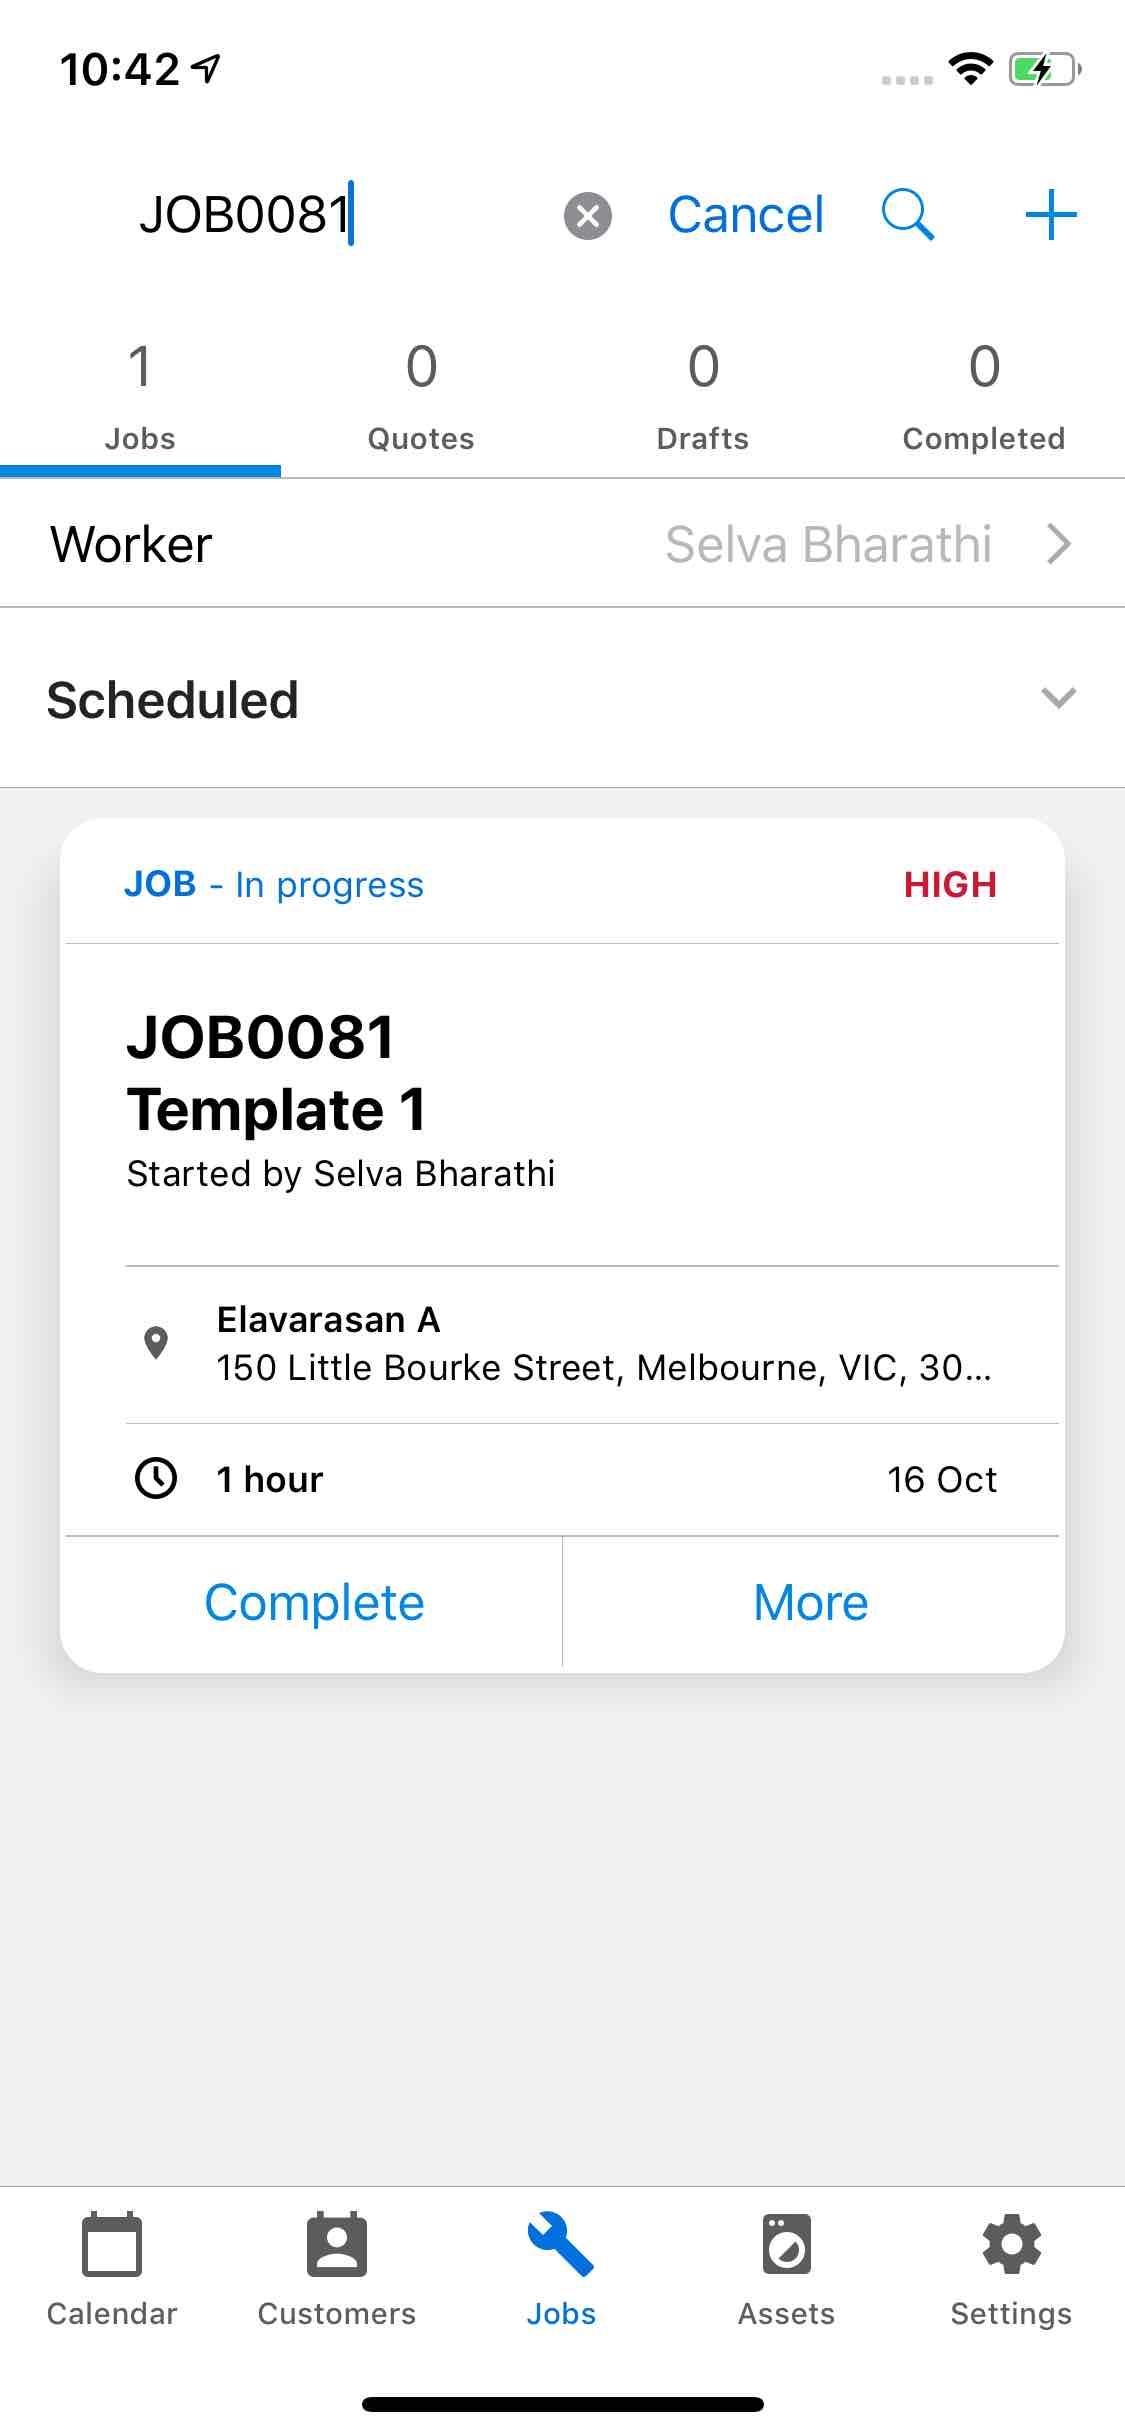 10:42
JOB0081
Cancel
1
Jobs
0
Quotes
0
Drafts
0
Completed
Worker
Selva Bharathi
Scheduled
JOB - In progress
HIGH
JOB0081
Template 1
Started by Selva Bharathi
Elavarasan A
150 Little Bourke Street, Melbourne, VIC, 30...
1 hour
16 Oct
Complete
More
Calendar
Customers
Jobs
Assets
Settings